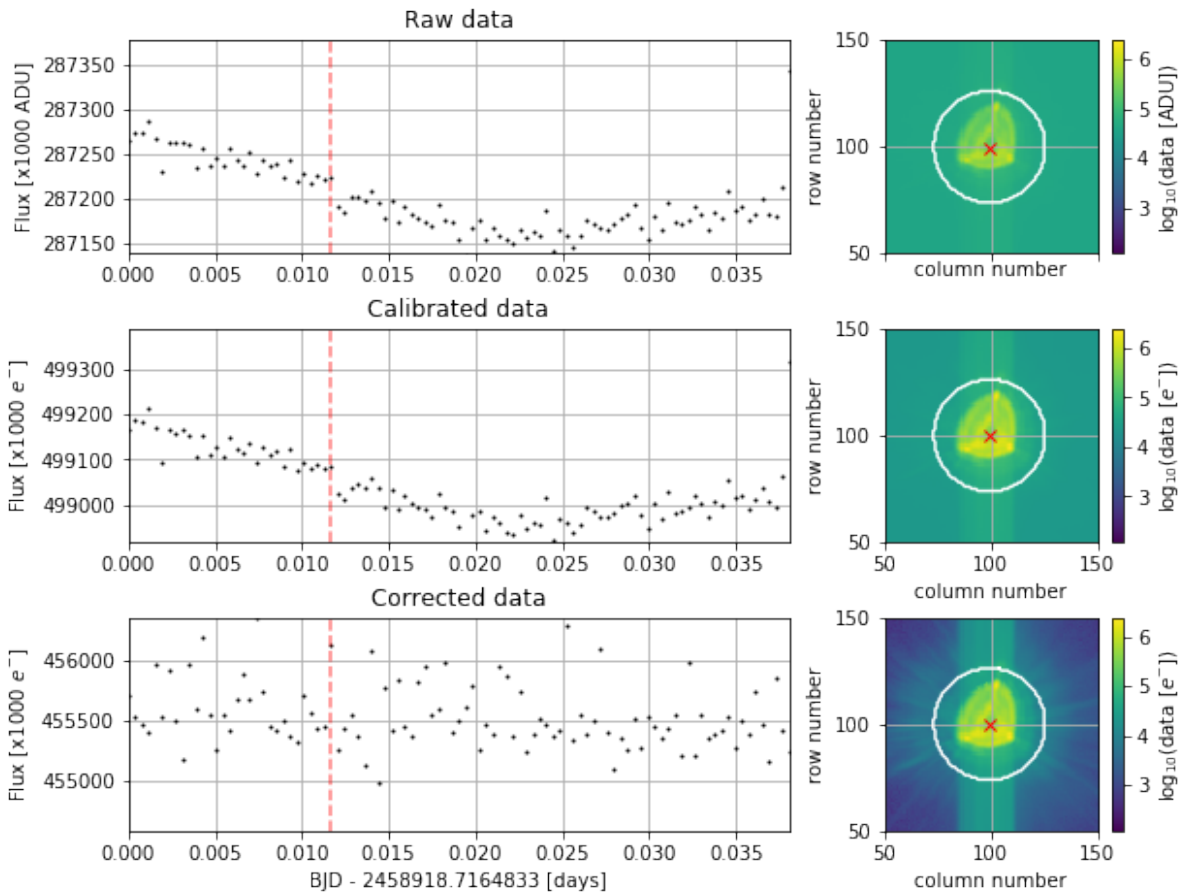 Raw data
287350
287300
287250
287200
287150
Flux [x1000 ADU]
0.000 0.005 0.010 0.015 0.020 0.025 0.030 0.035
150
100
50
row number
column number
100 150
6
5
4
3
log₁₀(data [ADU])
Calibrated data
499300
499200
499100
499000
Flux [x1000 e⁻]
0.000 0.005 0.010 0.015 0.020 0.025 0.030 0.035
150
100
50
row number
50 100 150
column number
6
5
4
3
log₁₀(data [e⁻])
Corrected data
456000
455500
455000
Flux [x1000 e⁻]
0.000 0.005 0.010 0.015 0.020 0.025 0.030 0.035
BJD - 2458918.7164833 [days]
150
100
50
row number
50 100 150
column number
6
5
4
3
log₁₀(data [e⁻])